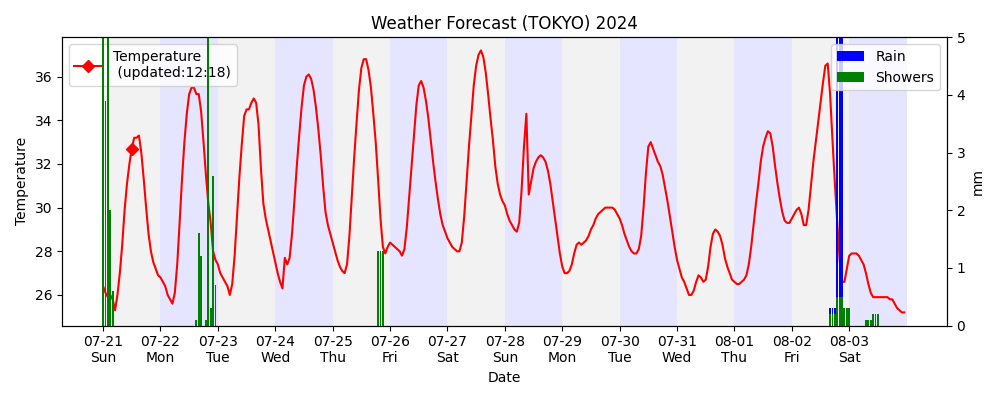 Weather Forecast (TOKYO) 2024
Temperature
(updated:12:18)
Rain
Showers
Temperature
36
34
32
30
28
26
5
4
3
2
1
0
mm
07-21 07-22 07-23 07-24 07-25 07-26 07-27 07-28 07-29 07-30 07-31 08-01 08-02 08-03
Sun Mon Tue Wed Thu Fri Sat Sun Mon Tue Wed Thu Fri Sat
Date